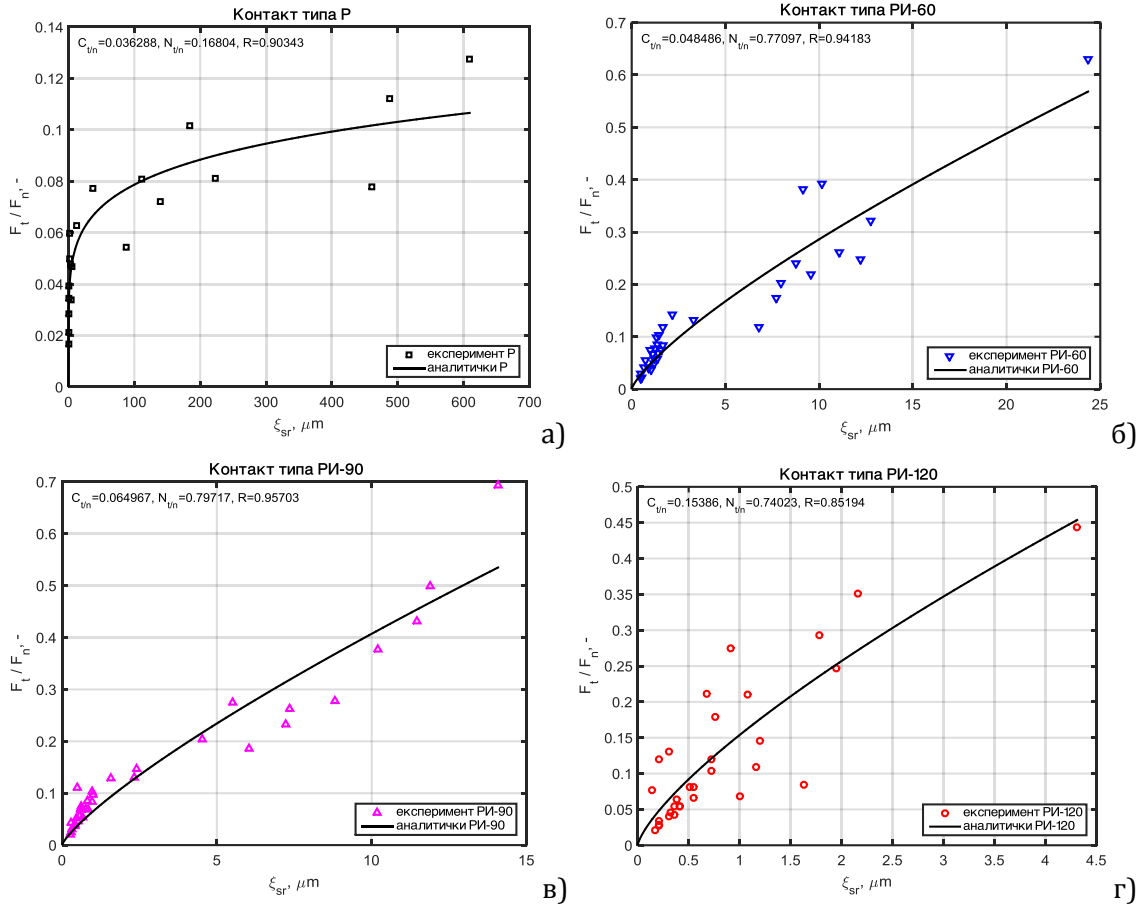 Контакт типа Р
C_t/n=0.036288, N_t/n=0.16804, R=0.90343
0.14
0.12
0.1
0.08
0.06
0.04
0.02
0
F_t / F_n, -
експеримент Р
аналитички Р
0 100 200 300 400 500 600 700
ξ_sr, μm
а)
Контакт типа РИ-60
C_t/n=0.048486, N_t/n=0.77097, R=0.94183
0.7
0.6
0.5
0.4
0.3
0.2
0.1
0
F_t / F_n, -
експеримент РИ-60
аналитички РИ-60
0 5 10 15 20 25
ξ_sr, μm
б)
Контакт типа РИ-90
C_t/n=0.064967, N_t/n=0.79717, R=0.95703
0.7
0.6
0.5
0.4
0.3
0.2
0.1
0
F_t / F_n, -
експеримент РИ-90
аналитички РИ-90
0 5 10 15
ξ_sr, μm
в)
Контакт типа РИ-120
C_t/n=0.15386, N_t/n=0.74023, R=0.85194
0.5
0.45
0.4
0.35
0.3
0.25
0.2
0.15
0.1
0.05
0
F_t / F_n, -
експеримент РИ-120
аналитички РИ-120
0 0.5 1 1.5 2 2.5 3 3.5 4 4.5
ξ_sr, μm
г)